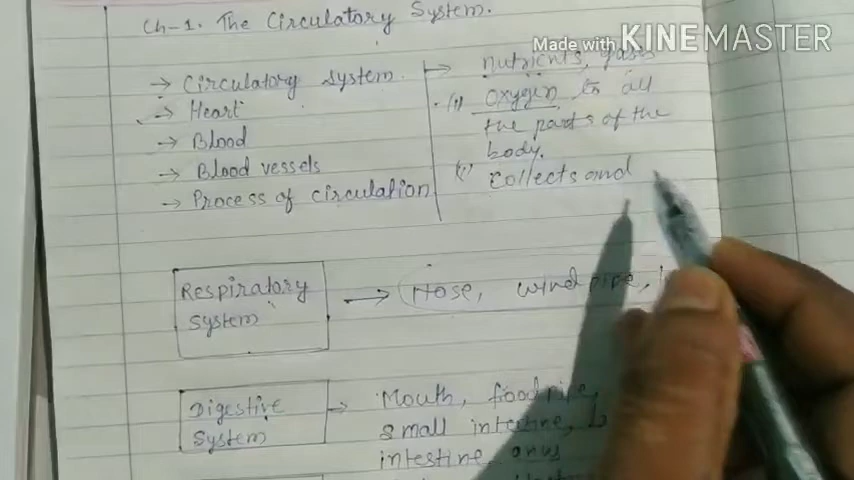 Made with KINEMASTER
Ch-1. The Circulatory System.
→ Circulatory system.
→ Heart
→ Blood
→ Blood vessels
→ Process of circulation
→ nutrients, gases
(i) oxygen to all
the parts of the
body.
collects and
Respiratory
system
→ Nose, wind pipe,
Digestive
System
→ Mouth, food pipe,
small intestine,
intestine, anus